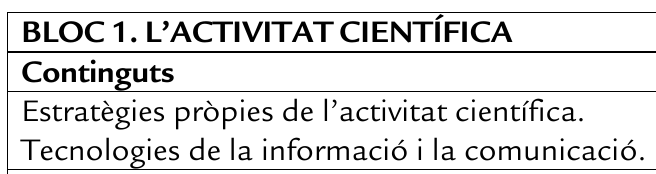 BLOC 1. L’ACTIVITAT CIENTÍFICA
Continguts
Estratègies pròpies de l’activitat científica.
Tecnologies de la informació i la comunicació.